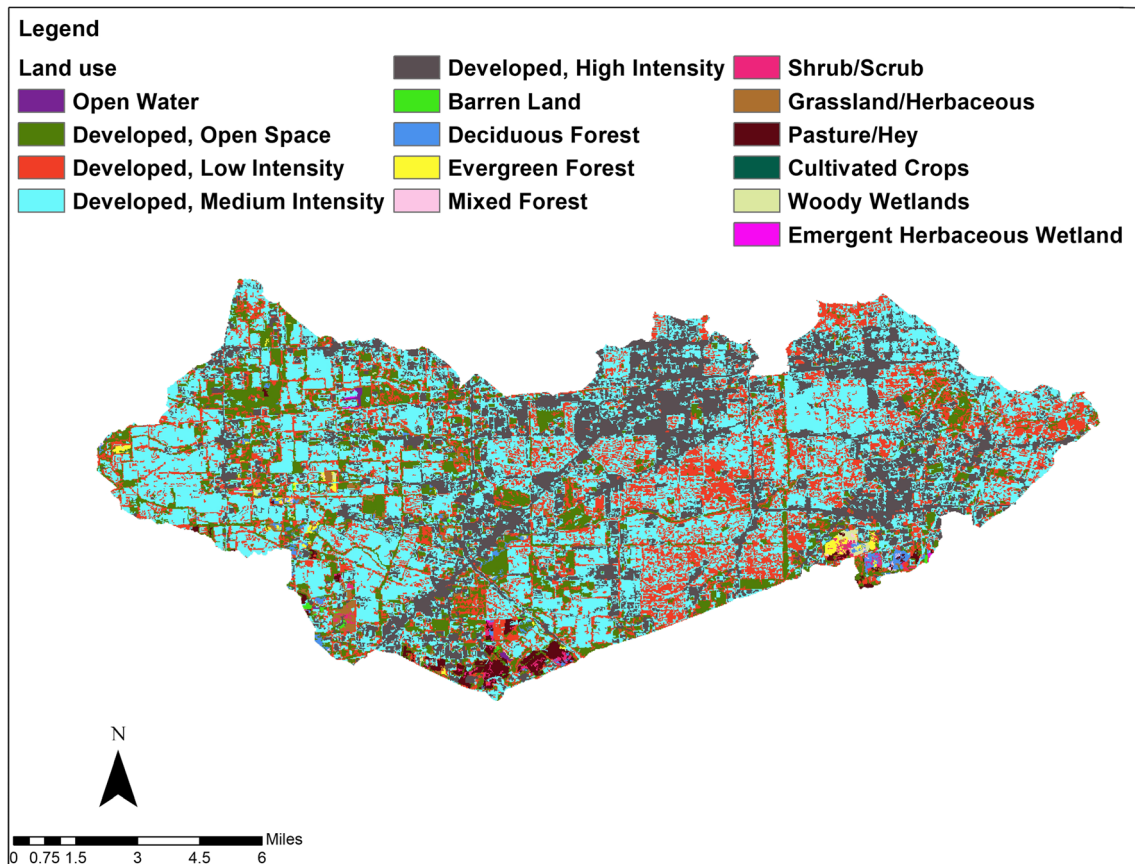 Legend
Land use
Open Water
Developed, Open Space
Developed, Low Intensity
Developed, Medium Intensity
Developed, High Intensity
Barren Land
Deciduous Forest
Evergreen Forest
Mixed Forest
Shrub/Scrub
Grassland/Herbaceous
Pasture/Hey
Cultivated Crops
Woody Wetlands
Emergent Herbaceous Wetland
N
Miles
0 0.75 1.5 3 4.5 6